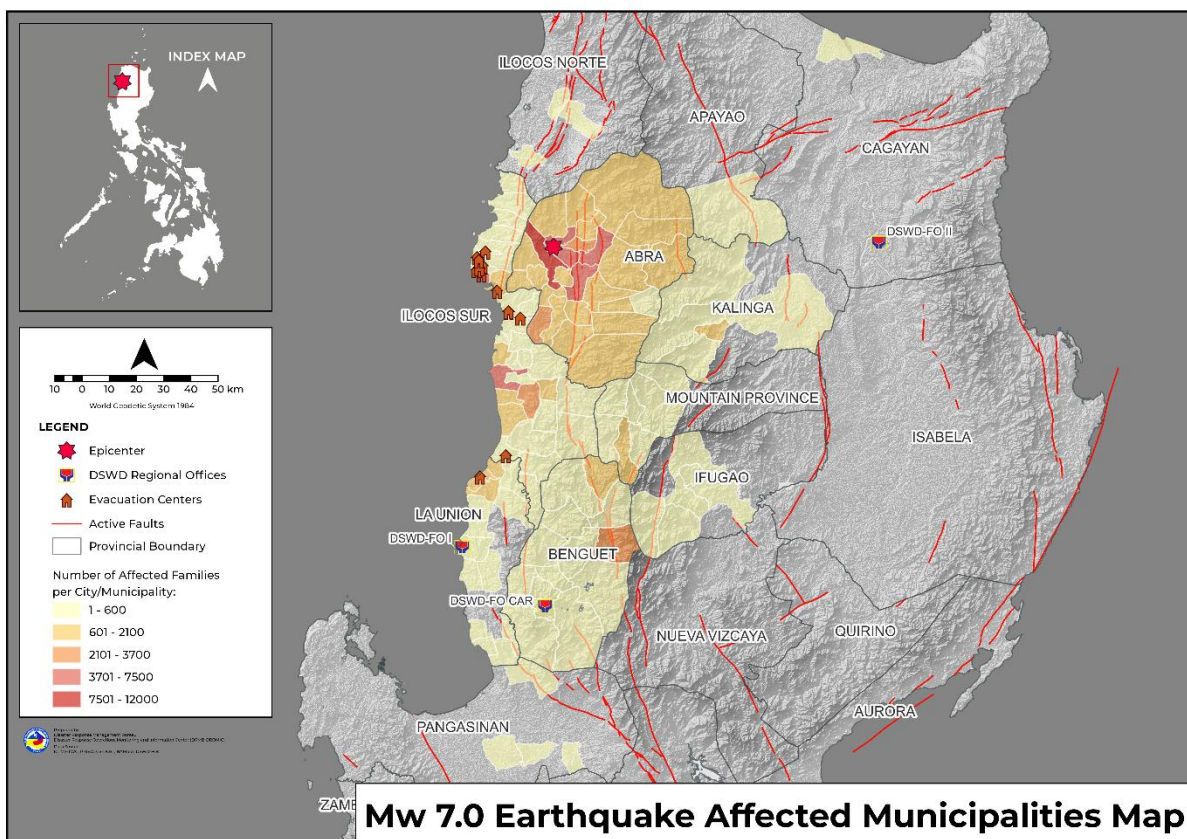 INDEX MAP
10 0 10 20 30 40 50 km
World Geodetic System 1984
LEGEND
Epicenter
DSWD Regional Offices
Evacuation Centers
Active Faults
Provincial Boundary
Number of Affected Families
per City/Municipality:
1 - 600
601 - 2100
2101 - 3700
3701 - 7500
7501 - 12000
ILOCOS NORTE
APAYAO
CAGAYAN
DSWD-FO II
ABRA
KALINGA
ILOCOS SUR
MOUNTAIN PROVINCE
ISABELA
IFUGAO
LA UNION
DSWD-FO I
BENGUET
DSWD-FO CAR
NUEVA VIZCAYA
QUIRINO
AURORA
PANGASINAN
Mw 7.0 Earthquake Affected Municipalities Map